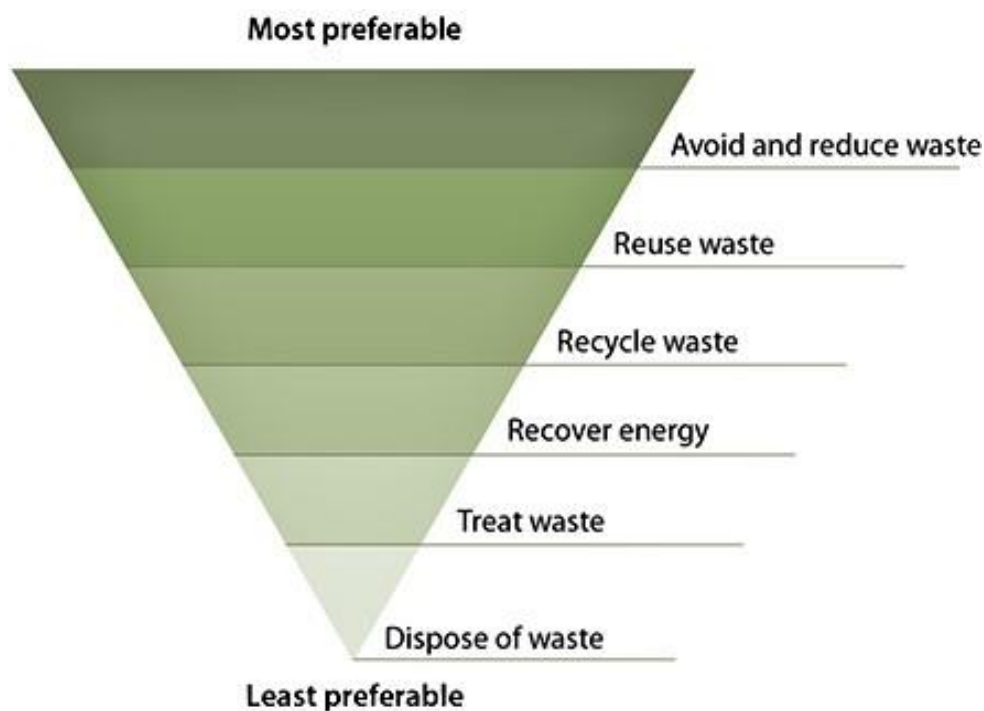 Most preferable
Avoid and reduce waste
Reuse waste
Recycle waste
Recover energy
Treat waste
Dispose of waste
Least preferable